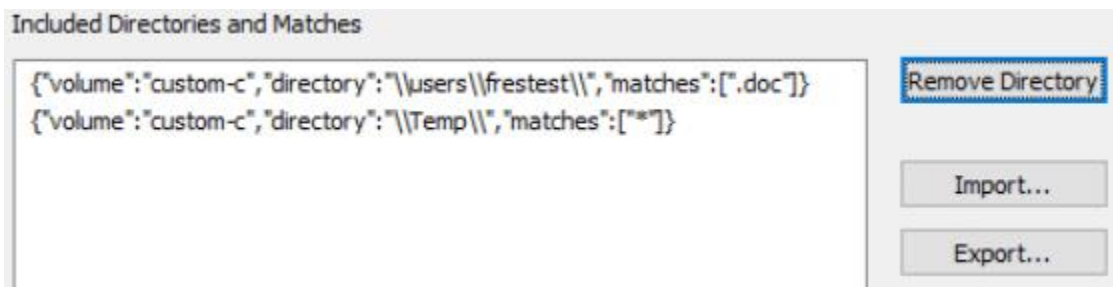 Included Directories and Matches
{"volume":"custom-c","directory":"\\users\\frestest\\","matches":[".doc"]}
{"volume":"custom-c","directory":"\\Temp\\","matches":["*"]}
Remove Directory
Import...
Export...